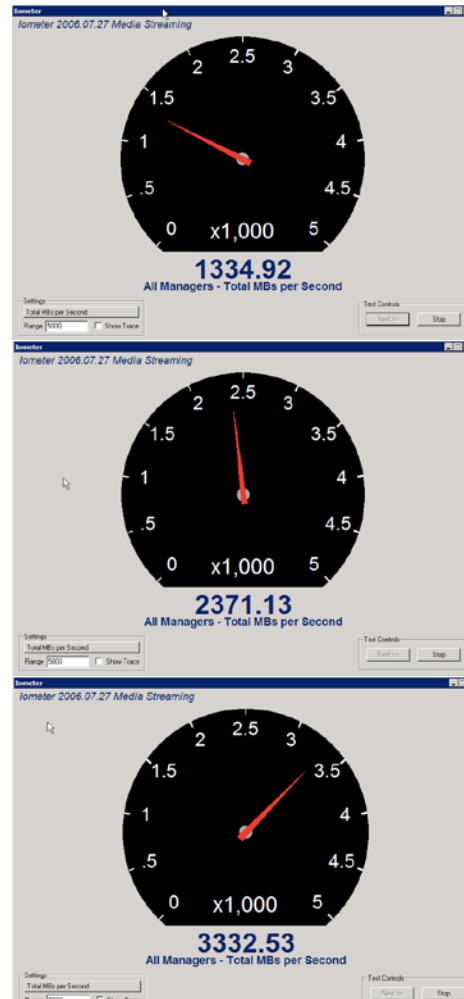 Iometer
Iometer 2006.07.27 Media Streaming
2.5
2 3
1.5 3.5
1 4
.5 4.5
0 x1,000 5
1334.92
All Managers - Total MBs per Second
Settings
Total MBs per Second
Range 5000 Show Trace
Test Controls
Next >> Stop
Iometer
Iometer 2006.07.27 Media Streaming
2.5
2 3
1.5 3.5
1 4
.5 4.5
0 x1,000 5
2371.13
All Managers - Total MBs per Second
Settings
Total MBs per Second
Range 5000 Show Trace
Test Controls
Next >> Stop
Iometer
Iometer 2006.07.27 Media Streaming
2.5
2 3
1.5 3.5
1 4
.5 4.5
0 x1,000 5
3332.53
All Managers - Total MBs per Second
Settings
Total MBs per Second
Test Controls
Stop